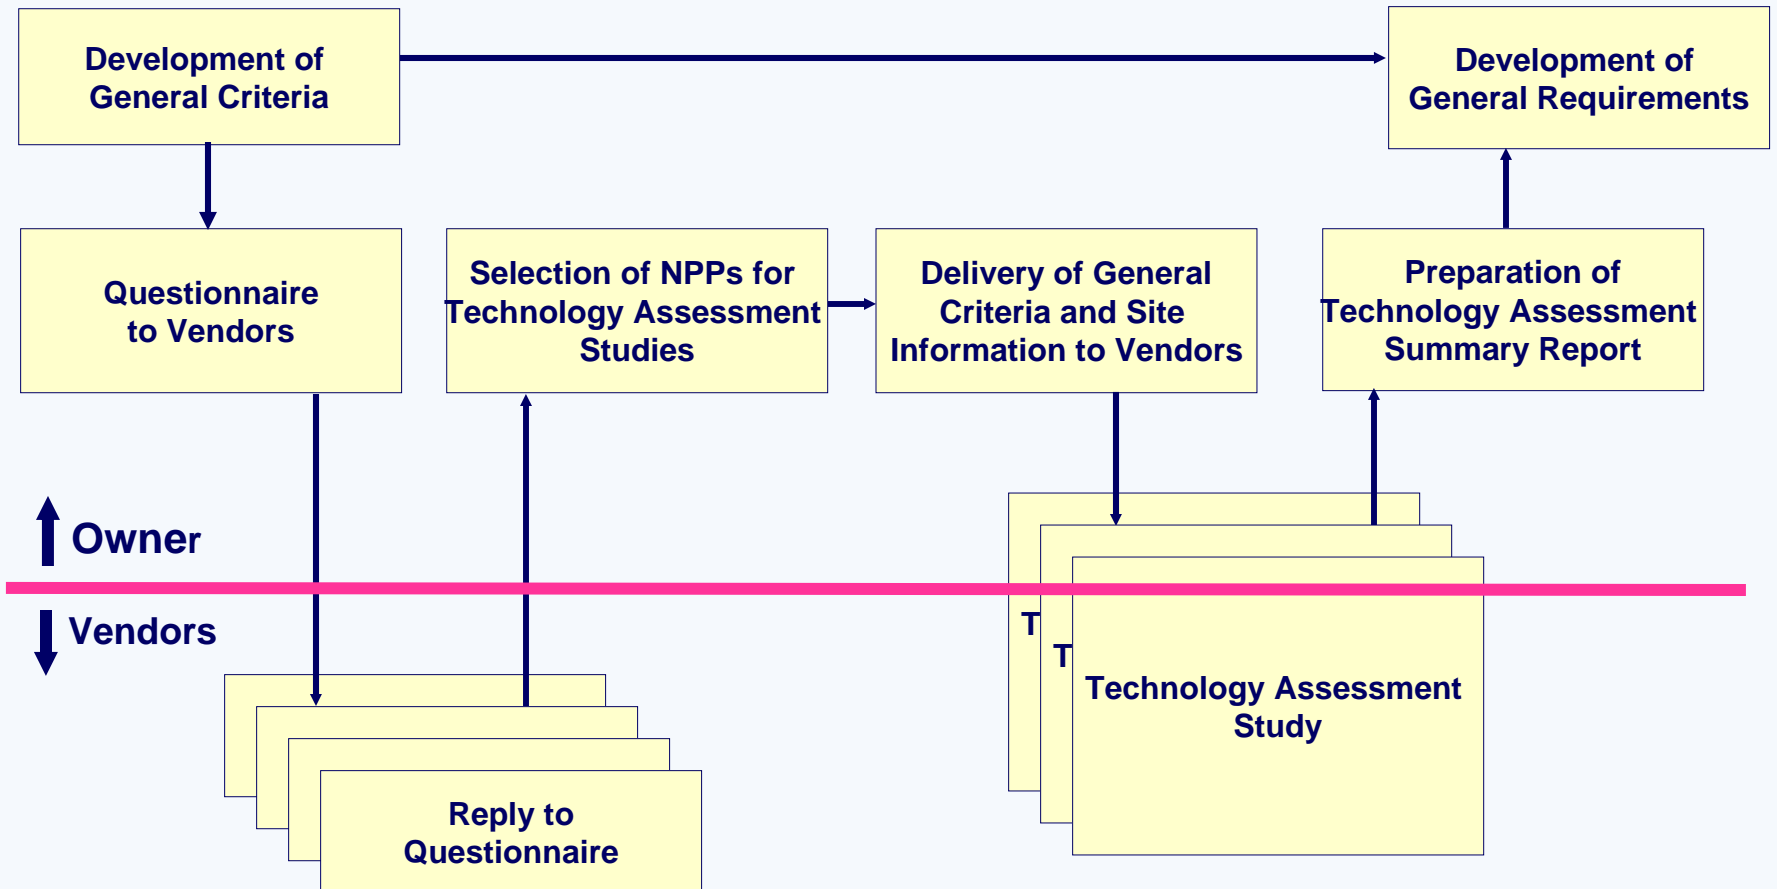 Development of
General Criteria
Development of
General Requirements
Questionnaire
to Vendors
Selection of NPPs for
Technology Assessment
Studies
Delivery of General
Criteria and Site
Information to Vendors
Preparation of
Technology Assessment
Summary Report
Owner
Vendors
T
T
Technology Assessment
Study
Reply to
Questionnaire